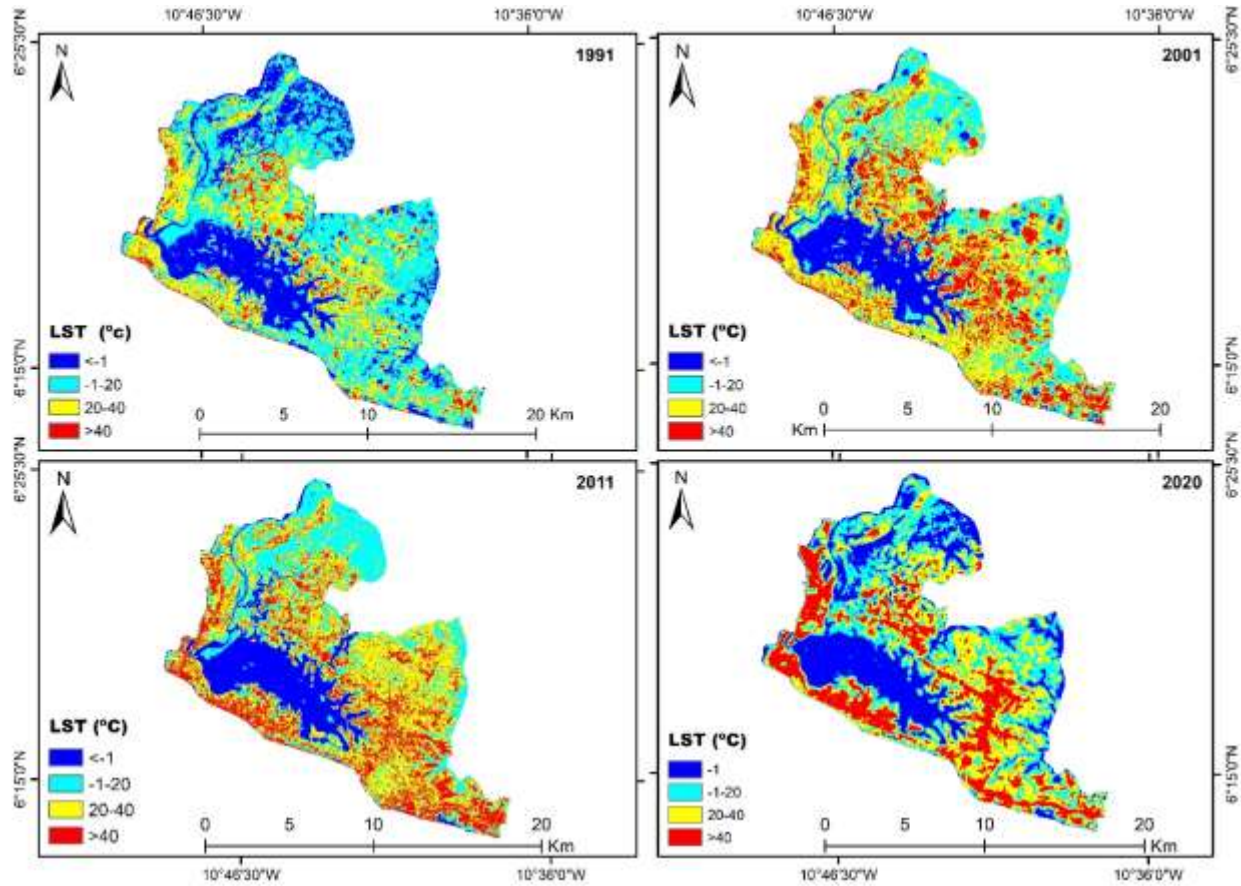 10°46'30"W 10°36'0"W
10°46'30"W 10°36'0"W
6°25'30"N
N
1991
LST (°c)
<-1
-1-20
20-40
>40
0 5 10 20 Km
6°15'0"N
N
2001
6°25'30"N
LST (°C)
<-1
-1-20
20-40
>40
0 5 10 20
Km
6°15'0"N
6°25'30"N
N
2011
LST (°C)
<-1
-1-20
20-40
>40
0 5 10 20
Km
6°15'0"N
N
2020
6°25'30"N
LST (°C)
-1
-1-20
20-40
>40
0 5 10 20
Km
6°15'0"N
10°46'30"W 10°36'0"W
10°46'30"W 10°36'0"W